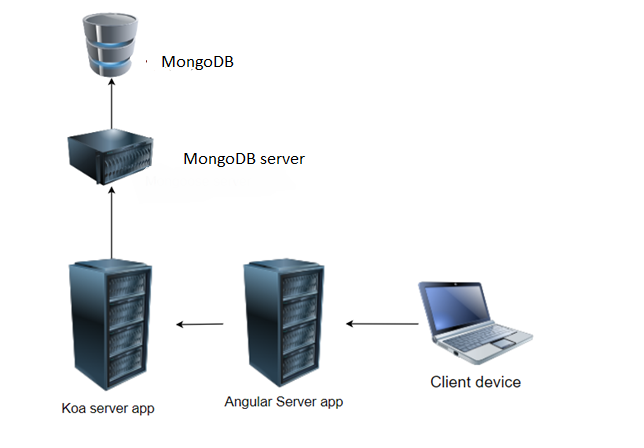 MongoDB
MongoDB server
Client device
Angular Server app
Koa server app